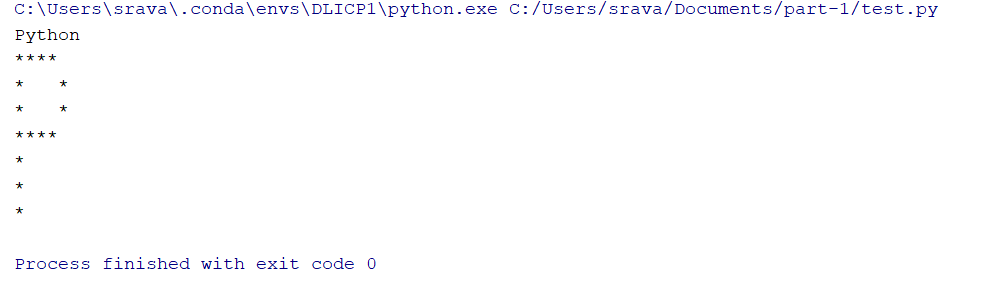 C:\Users\srava\.conda\envs\DLICP1\python.exe C:/Users/srava/Documents/part-1/test.py
Python
****
*   *
*   *
****
*
*
*
Process finished with exit code 0